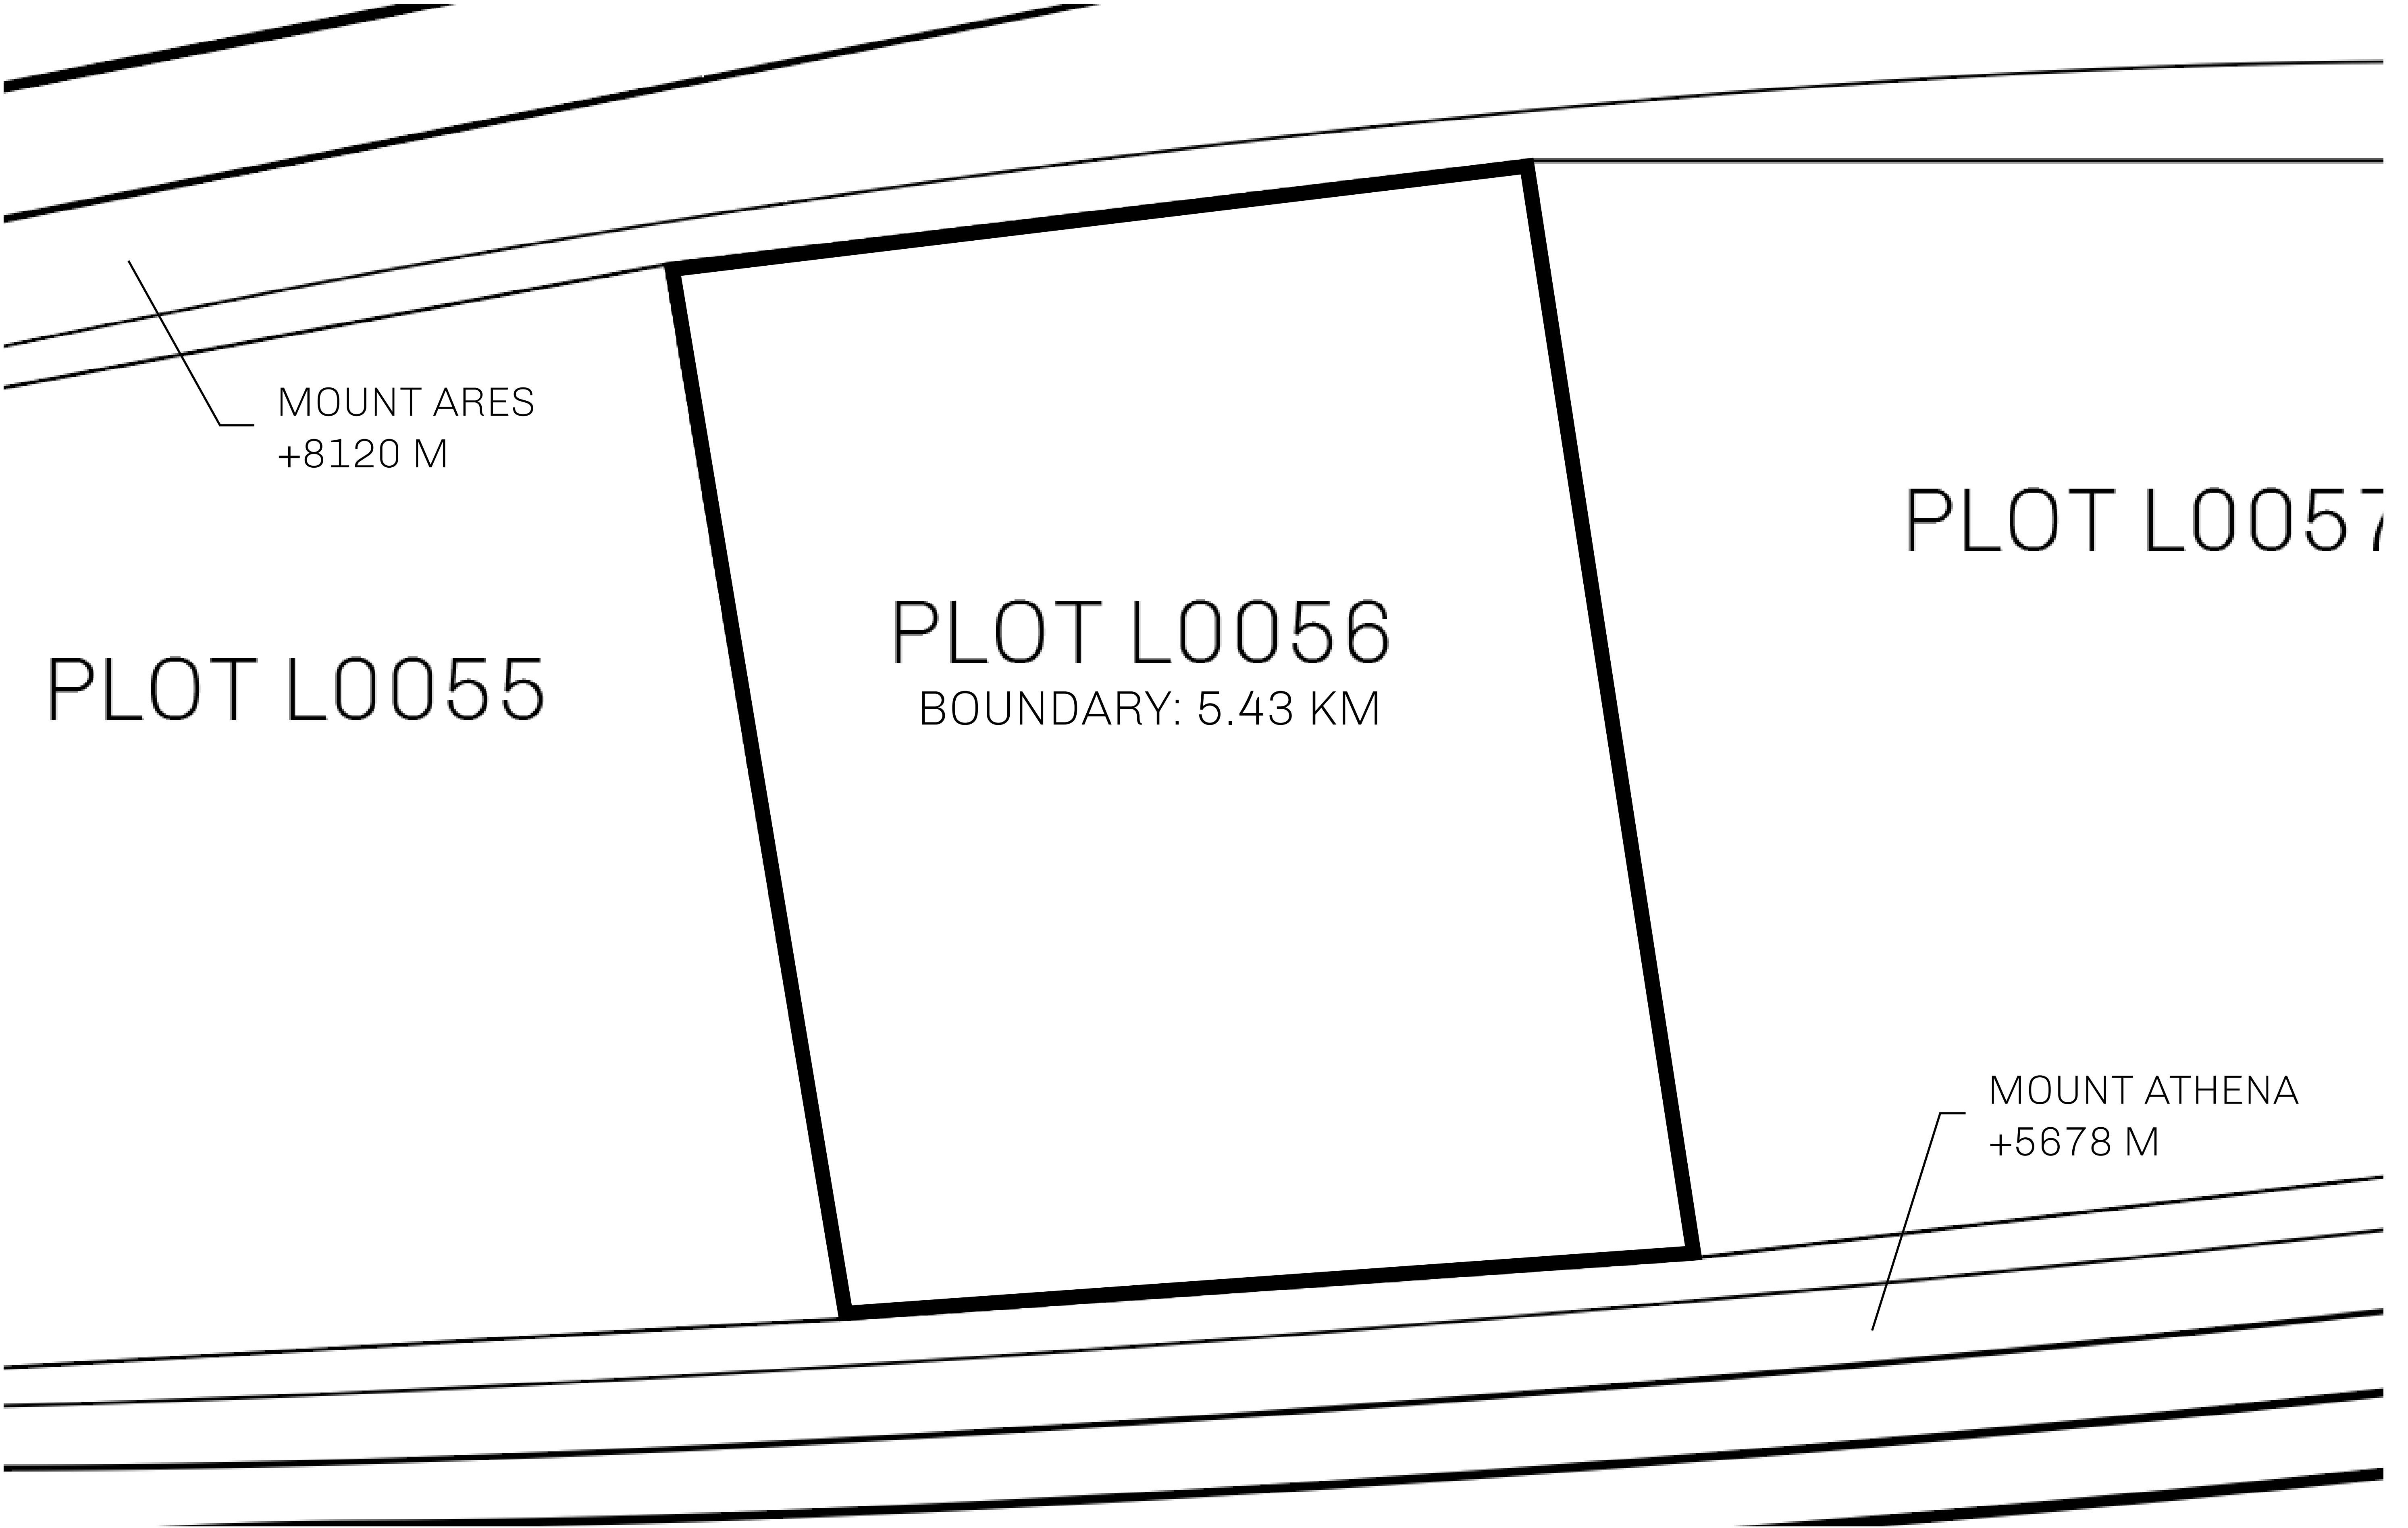 MOUNT ARES
+8120 M
PLOT L0057
PLOT L0056
BOUNDARY: 5.43 KM
PLOT L0055
MOUNT ATHENA
+5678 M